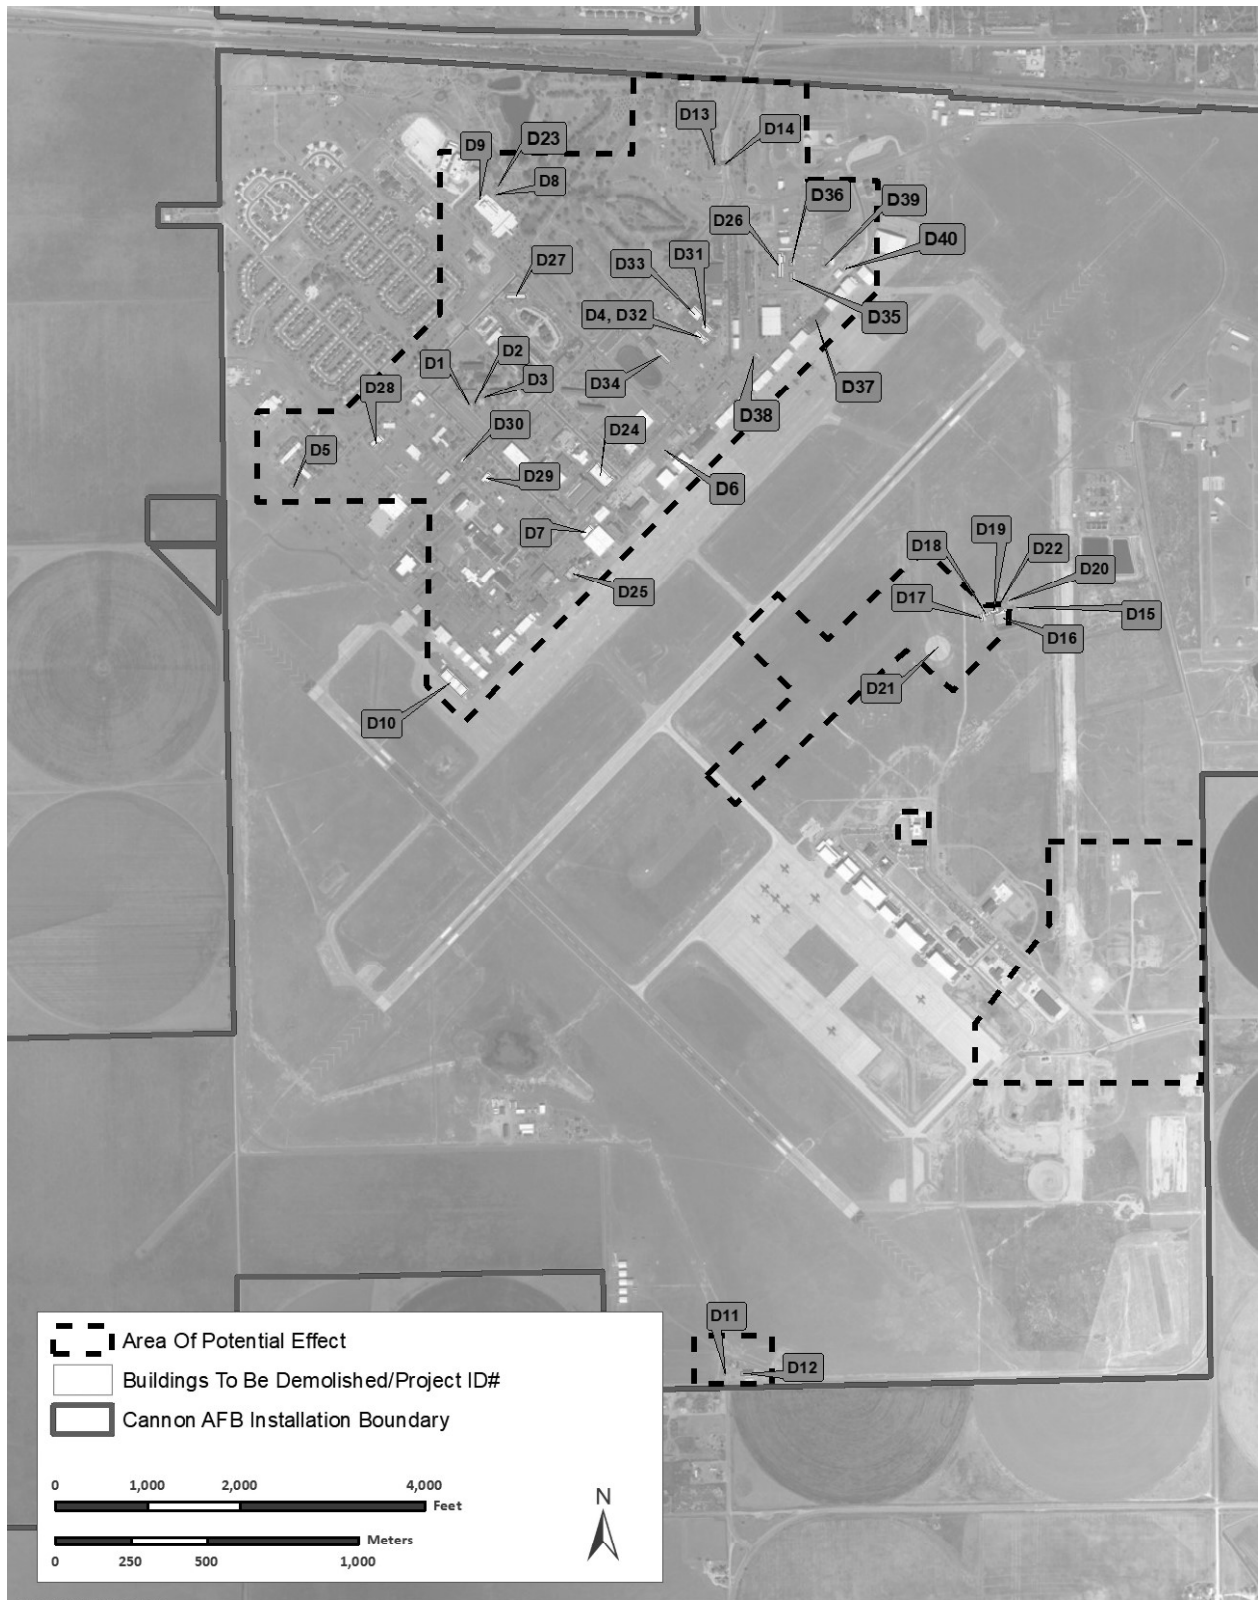 D13
D14
D9
D23
D8
D36
D39
D26
D40
D31
D33
D27
D4, D32
D35
D2
D1
D3
D34
D37
D28
D38
D30
D24
D5
D29
D6
D7
D19
D18
D22
D20
D25
D17
D15
D16
D21
D10
D11
D12
Area Of Potential Effect
Buildings To Be Demolished/Project ID#
Cannon AFB Installation Boundary
0 1,000 2,000 4,000
Feet
N
Meters
0 250 500 1,000